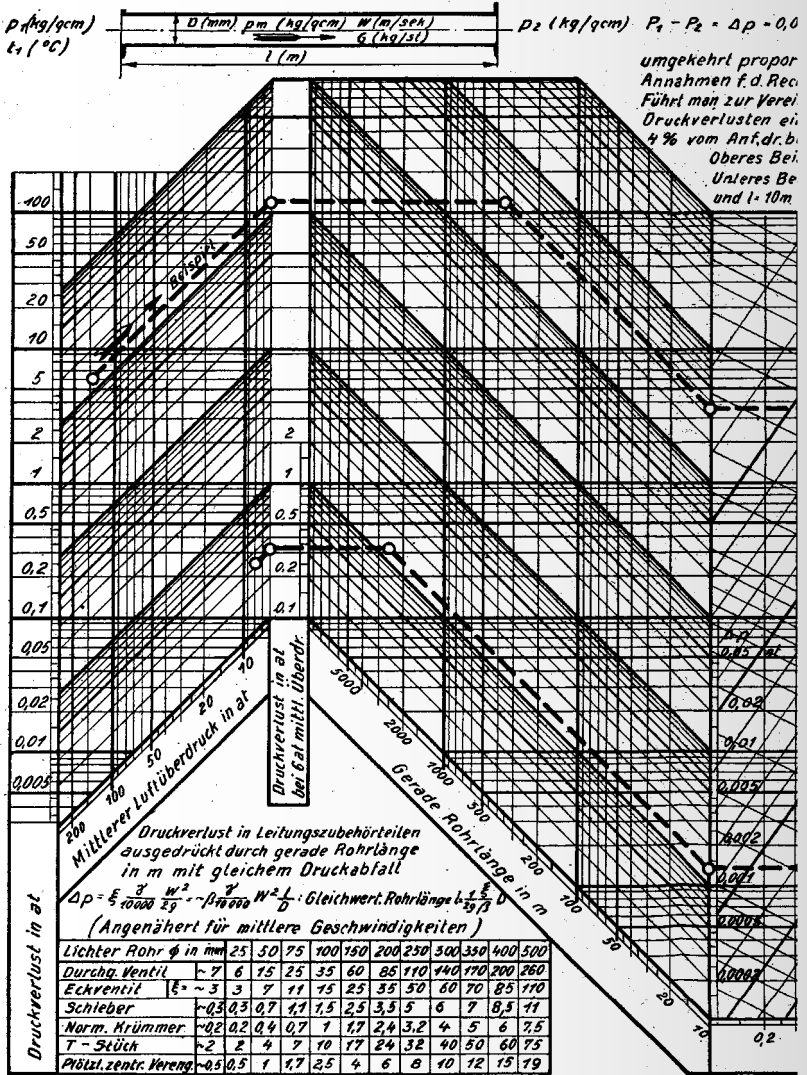 p1 (kg/qcm) D (mm) pm (kg/qcm) W (m/sek) p2 (kg/qcm) P1 - P2 = Δp = 0,0
t1 (°C) G (kg/st)
l (m)
umgekehrt propor
Annahmen f. d. Rec
Führt man zur Verei
Druckverlusten ei
4 % vom Anf. dr. b
Oberes Bei
Unteres Be
und l = 10m
100
50
20
10
5
2
1
0,5
0,2
0,1
0,05
0,02
0,01
0,005
Beispiel
2
1
0,5
0,2
0,1
Δp
0,05 at
0,02
0,01
0,005
0,002
0,001
0,0005
0,0002
0,2
200 100 50 20 10
Mittlerer Luftüberdruck in at
Druckverlust in at
bei 6 at mittl. Überdr.
5000 2000 1000 300 200 100 50 20 10
Gerade Rohrlänge in m
Druckverlust in at
Druckverlust in Leitungszubehörteilen
ausgedrückt durch gerade Rohrlänge
in m mit gleichem Druckabfall
Δp = ξ γ/10000 W²/2g = ~β γ/10000 W² l/D ; Gleichwert. Rohrlänge l = 1/2g ξ/β D
(Angenähert für mittlere Geschwindigkeiten)
Lichter Rohr ϕ in mm 25 50 75 100 150 200 250 300 350 400 500
Durchg. Ventil ~ 7 6 15 25 35 60 85 110 140 170 200 260
Eckventil ξ = ~ 3 3 7 11 15 25 35 50 60 70 85 110
Schieber ~0,3 0,3 0,7 1,1 1,5 2,5 3,5 5 6 7 8,5 11
Norm. Krümmer ~0,2 0,2 0,4 0,7 1 1,7 2,4 3,2 4 5 6 7,5
T - Stück ~2 2 4 7 10 17 24 32 40 50 60 75
Plötzl. zentr. Vereng. ~0,5 0,5 1 1,7 2,5 4 6 8 10 12 15 19